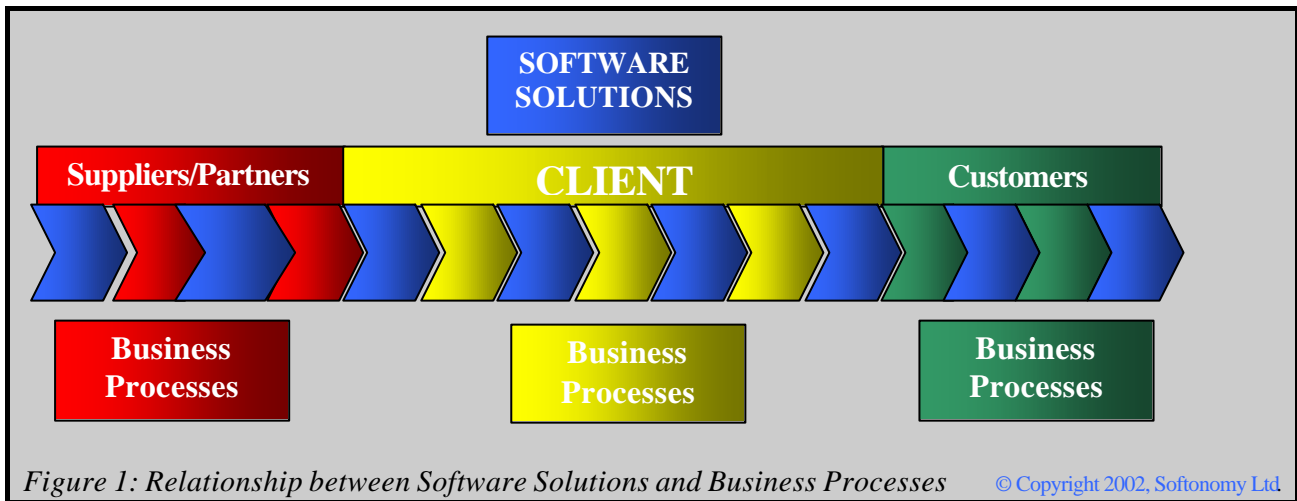 SOFTWARE
SOLUTIONS
Suppliers/Partners
CLIENT
Customers
Business
Processes
Business
Processes
Business
Processes
Figure 1: Relationship between Software Solutions and Business Processes © Copyright 2002, Softonomy Ltd.